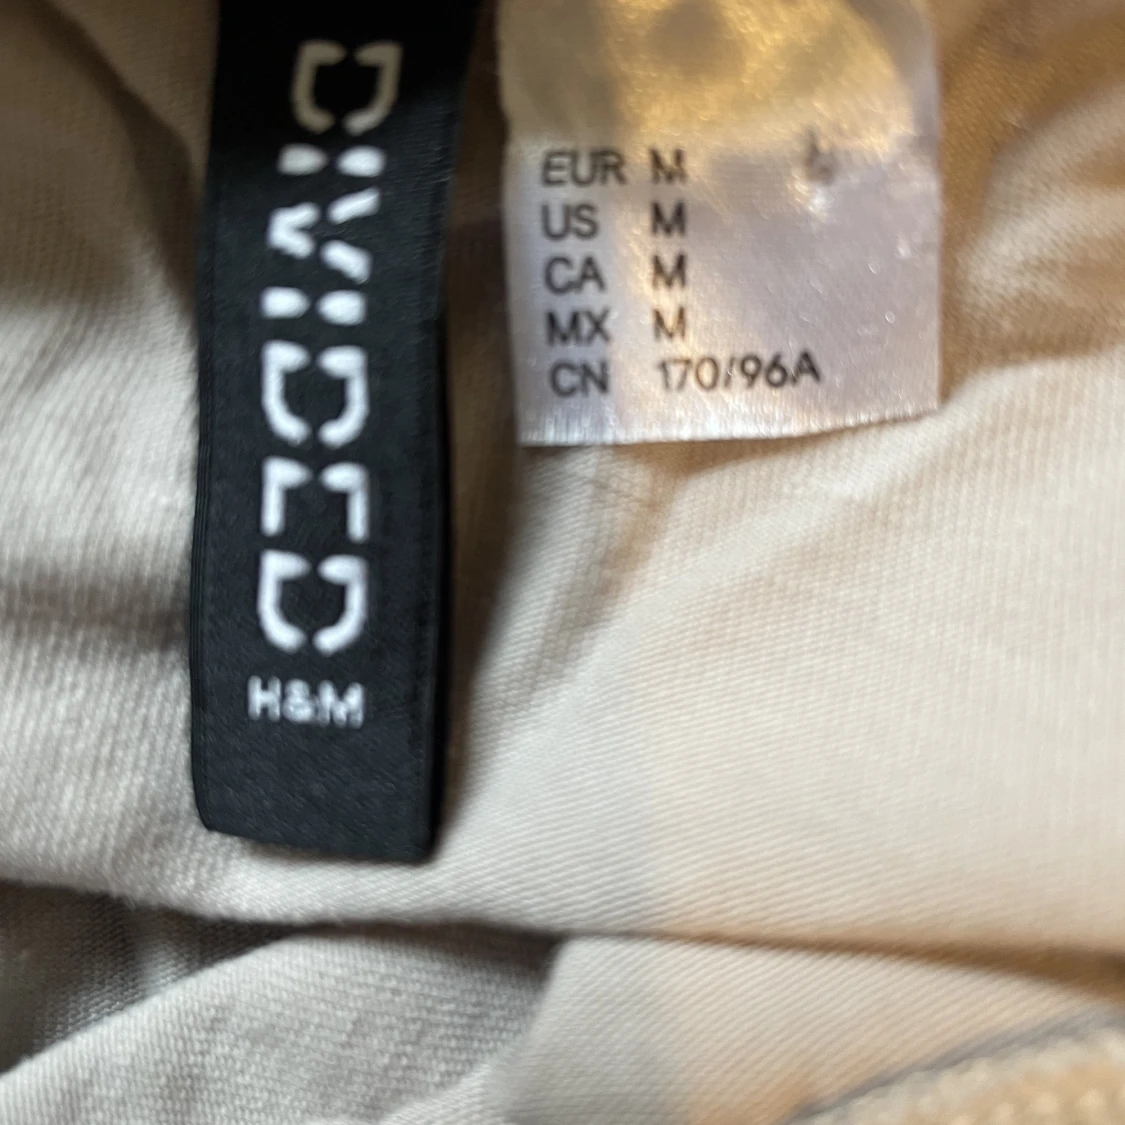 DIVIDED
H&M
EUR M
US M
CA M
MX M
CN 170/96A